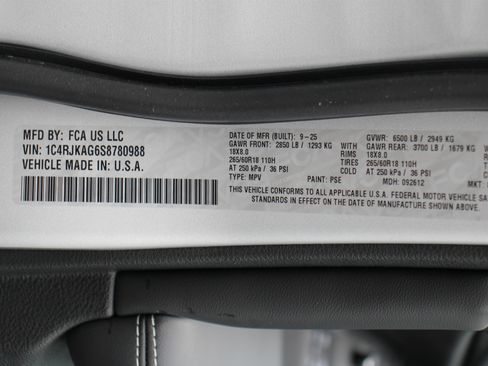 MFD BY: FCA US LLC
VIN: 1C4RJKAG6S8780988
VEHICLE MADE IN U.S.A.
DATE OF MFR (BUILT): 9-25 GVWR: 6500 LB / 2949 KG
GAWR FRONT: 2850 LB / 1293 KG GAWR REAR: 3700 LB / 1679 KG
18X8.0 18X8.0
265/60R18 110H TIRES 265/60R18 110H
AT 250 kPa / 36 PSI COLD AT 250 kPa / 36 PSI
TYPE: MPV PAINT: PSE MDH: 092612 MKT:
THIS VEHICLE CONFORMS TO ALL APPLICABLE U.S.A. FEDERAL MOTOR VEHICLE SA
STANDARDS IN EFFECT ON THE DATE OF MANUFACTURE SHOWN ABOVE.